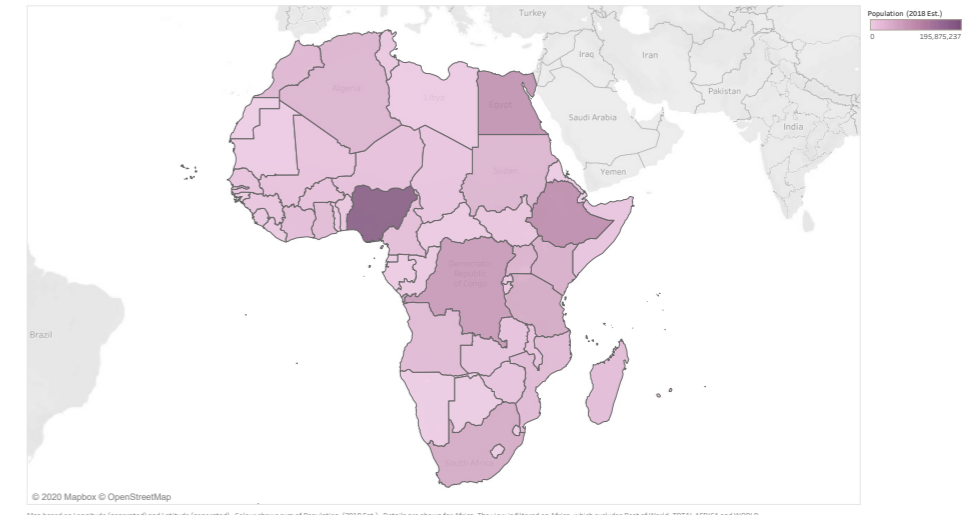 Turkey
Population (2018 Est.)
0 195,875,237
Iraq
Iran
Algeria
Libya
Egypt
Pakistan
Saudi Arabia
India
Sudan
Yemen
Democratic
Republic
of Congo
Brazil
South Africa
© 2020 Mapbox © OpenStreetMap